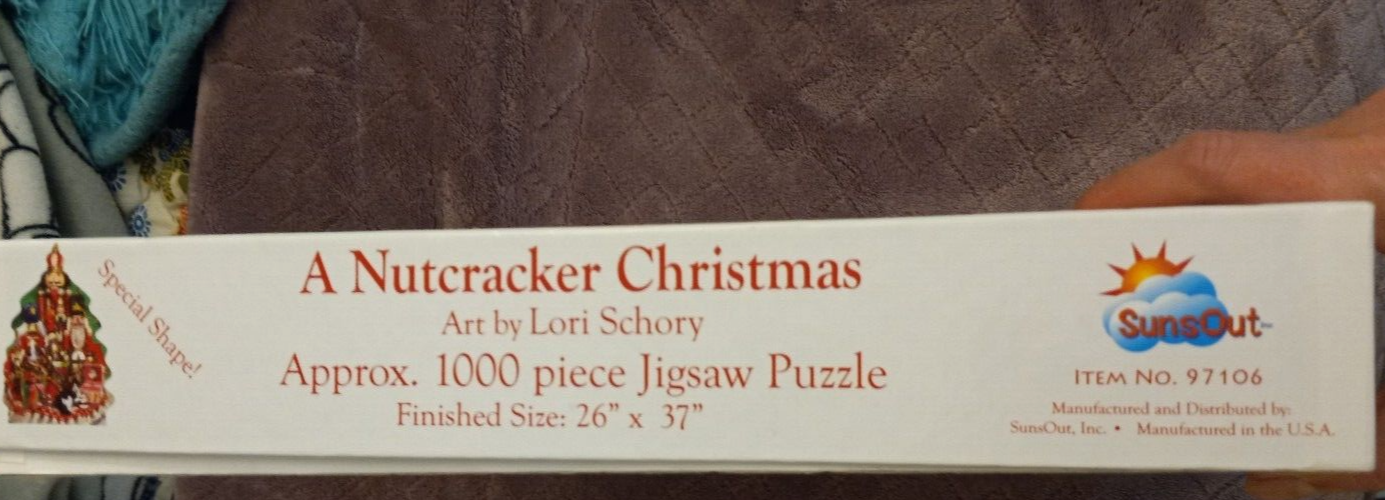 Special Shape!
A Nutcracker Christmas
Art by Lori Schory
Approx. 1000 piece Jigsaw Puzzle
Finished Size: 26” x 37”
SunsOut
ITEM NO. 97106
Manufactured and Distributed by:
SunsOut, Inc. • Manufactured in the U.S.A.